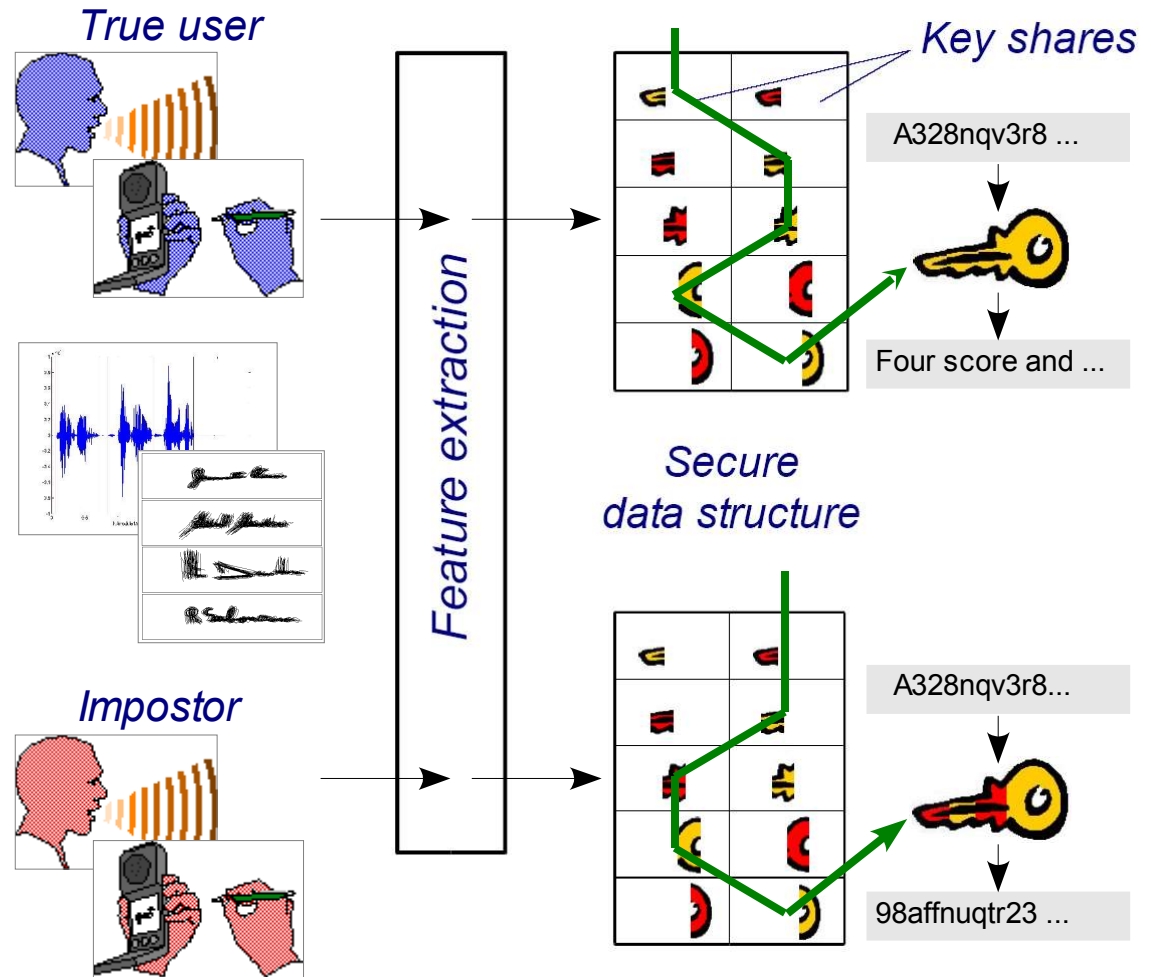 True user
Key shares
A328nqv3r8 ...
Feature extraction
Four score and ...
Secure
data structure
Impostor
A328nqv3r8...
98affnuqtr23 ...